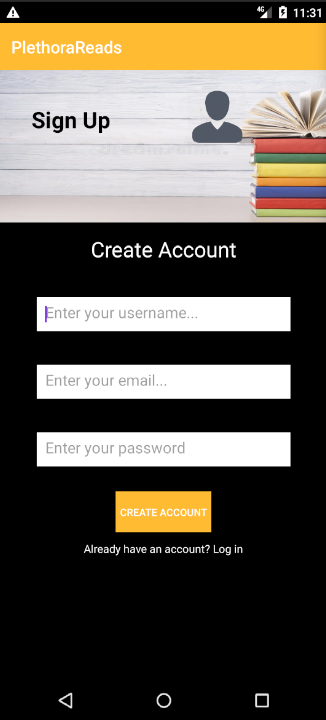 4G 11:31
PlethoraReads
Sign Up
Create Account
Enter your username...
Enter your email...
Enter your password
CREATE ACCOUNT
Already have an account? Log in